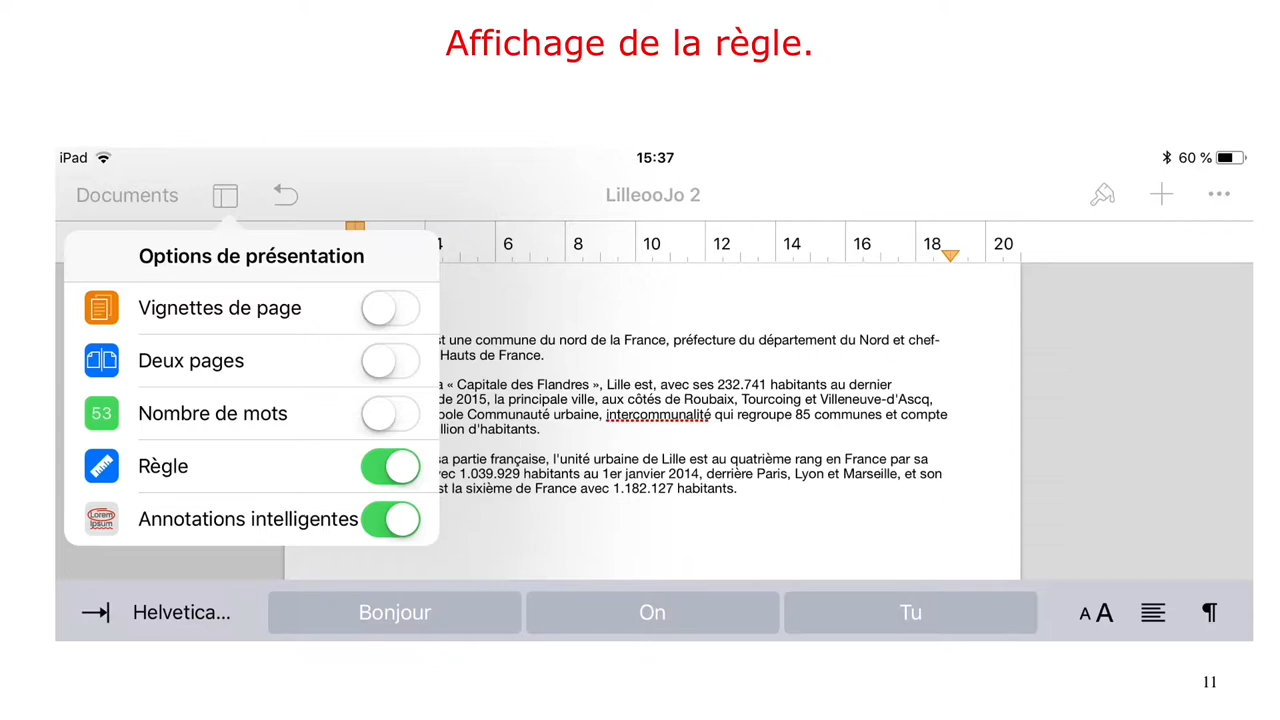 Affichage de la règle.
iPad 15:37 60 %
Documents LilleooJo 2
6 8 10 12 14 16 18 20
Options de présentation
Vignettes de page
Deux pages
53 Nombre de mots
Règle
Lorem Ipsum
Annotations intelligentes
st une commune du nord de la France, préfecture du département du Nord et chef-
Hauts de France.
a « Capitale des Flandres », Lille est, avec ses 232.741 habitants au dernier
de 2015, la principale ville, aux côtés de Roubaix, Tourcoing et Villeneuve-d'Ascq,
ole Communauté urbaine, intercommunalité qui regroupe 85 communes et compte
llion d'habitants.
sa partie française, l'unité urbaine de Lille est au quatrième rang en France par sa
ec 1.039.929 habitants au 1er janvier 2014, derrière Paris, Lyon et Marseille, et son
st la sixième de France avec 1.182.127 habitants.
Helvetica... Bonjour On Tu AA ¶
11